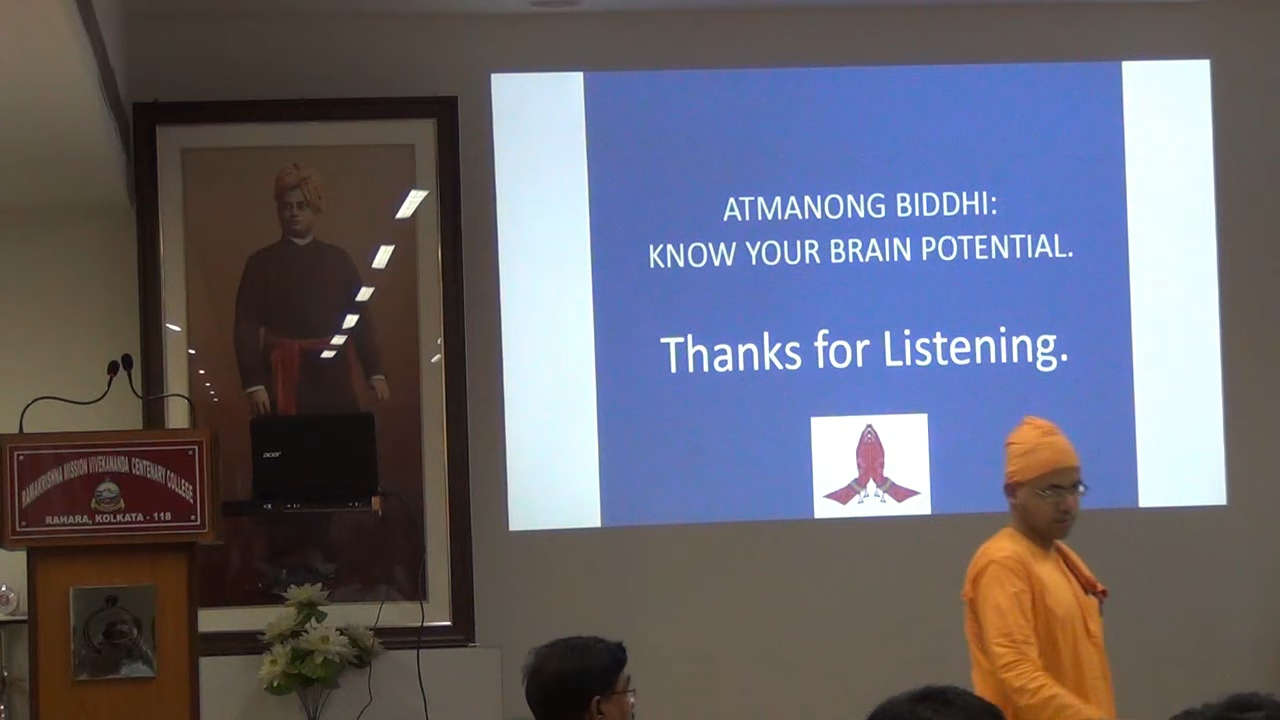 ATMANONG BIDDHI:
KNOW YOUR BRAIN POTENTIAL.
Thanks for Listening.
acer
RAMAKRISHNA MISSION VIVEKANANDA CENTENARY COLLEGE
RAHARA, KOLKATA - 118